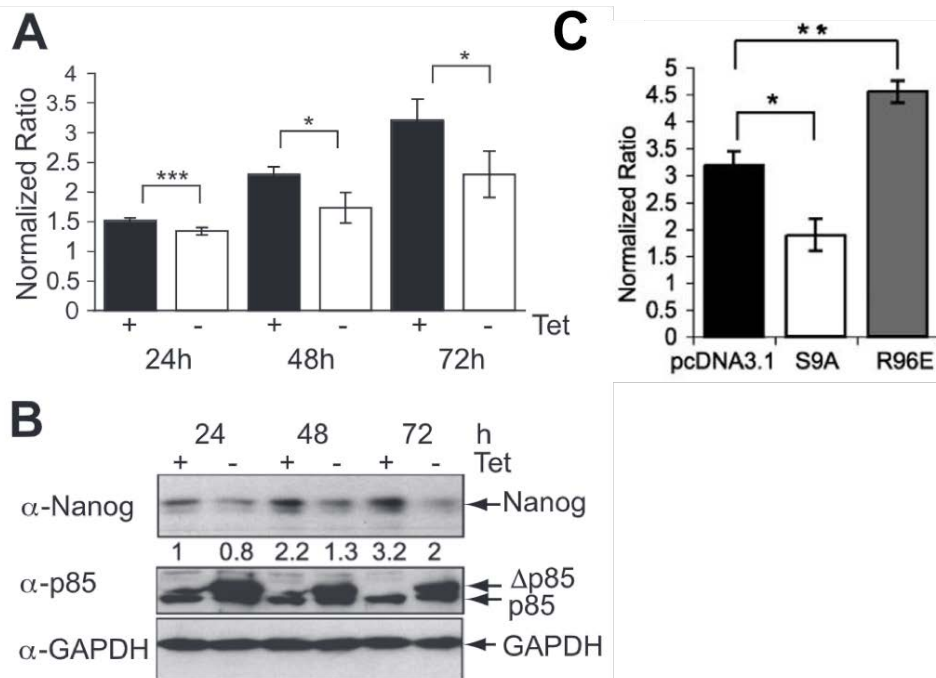 A
Normalized Ratio
4
3.5
3
2.5
2
1.5
1
0.5
0
***
*
*
+ - + - + - Tet
24h 48h 72h
C
Normalized Ratio
5
4.5
4
3.5
3
2.5
2
1.5
1
0.5
0
**
*
pcDNA3.1 S9A R96E
B
24 48 72 h
+ - + - + - Tet
α-Nanog Nanog
1 0.8 2.2 1.3 3.2 2
α-p85 Δp85
p85
α-GAPDH GAPDH